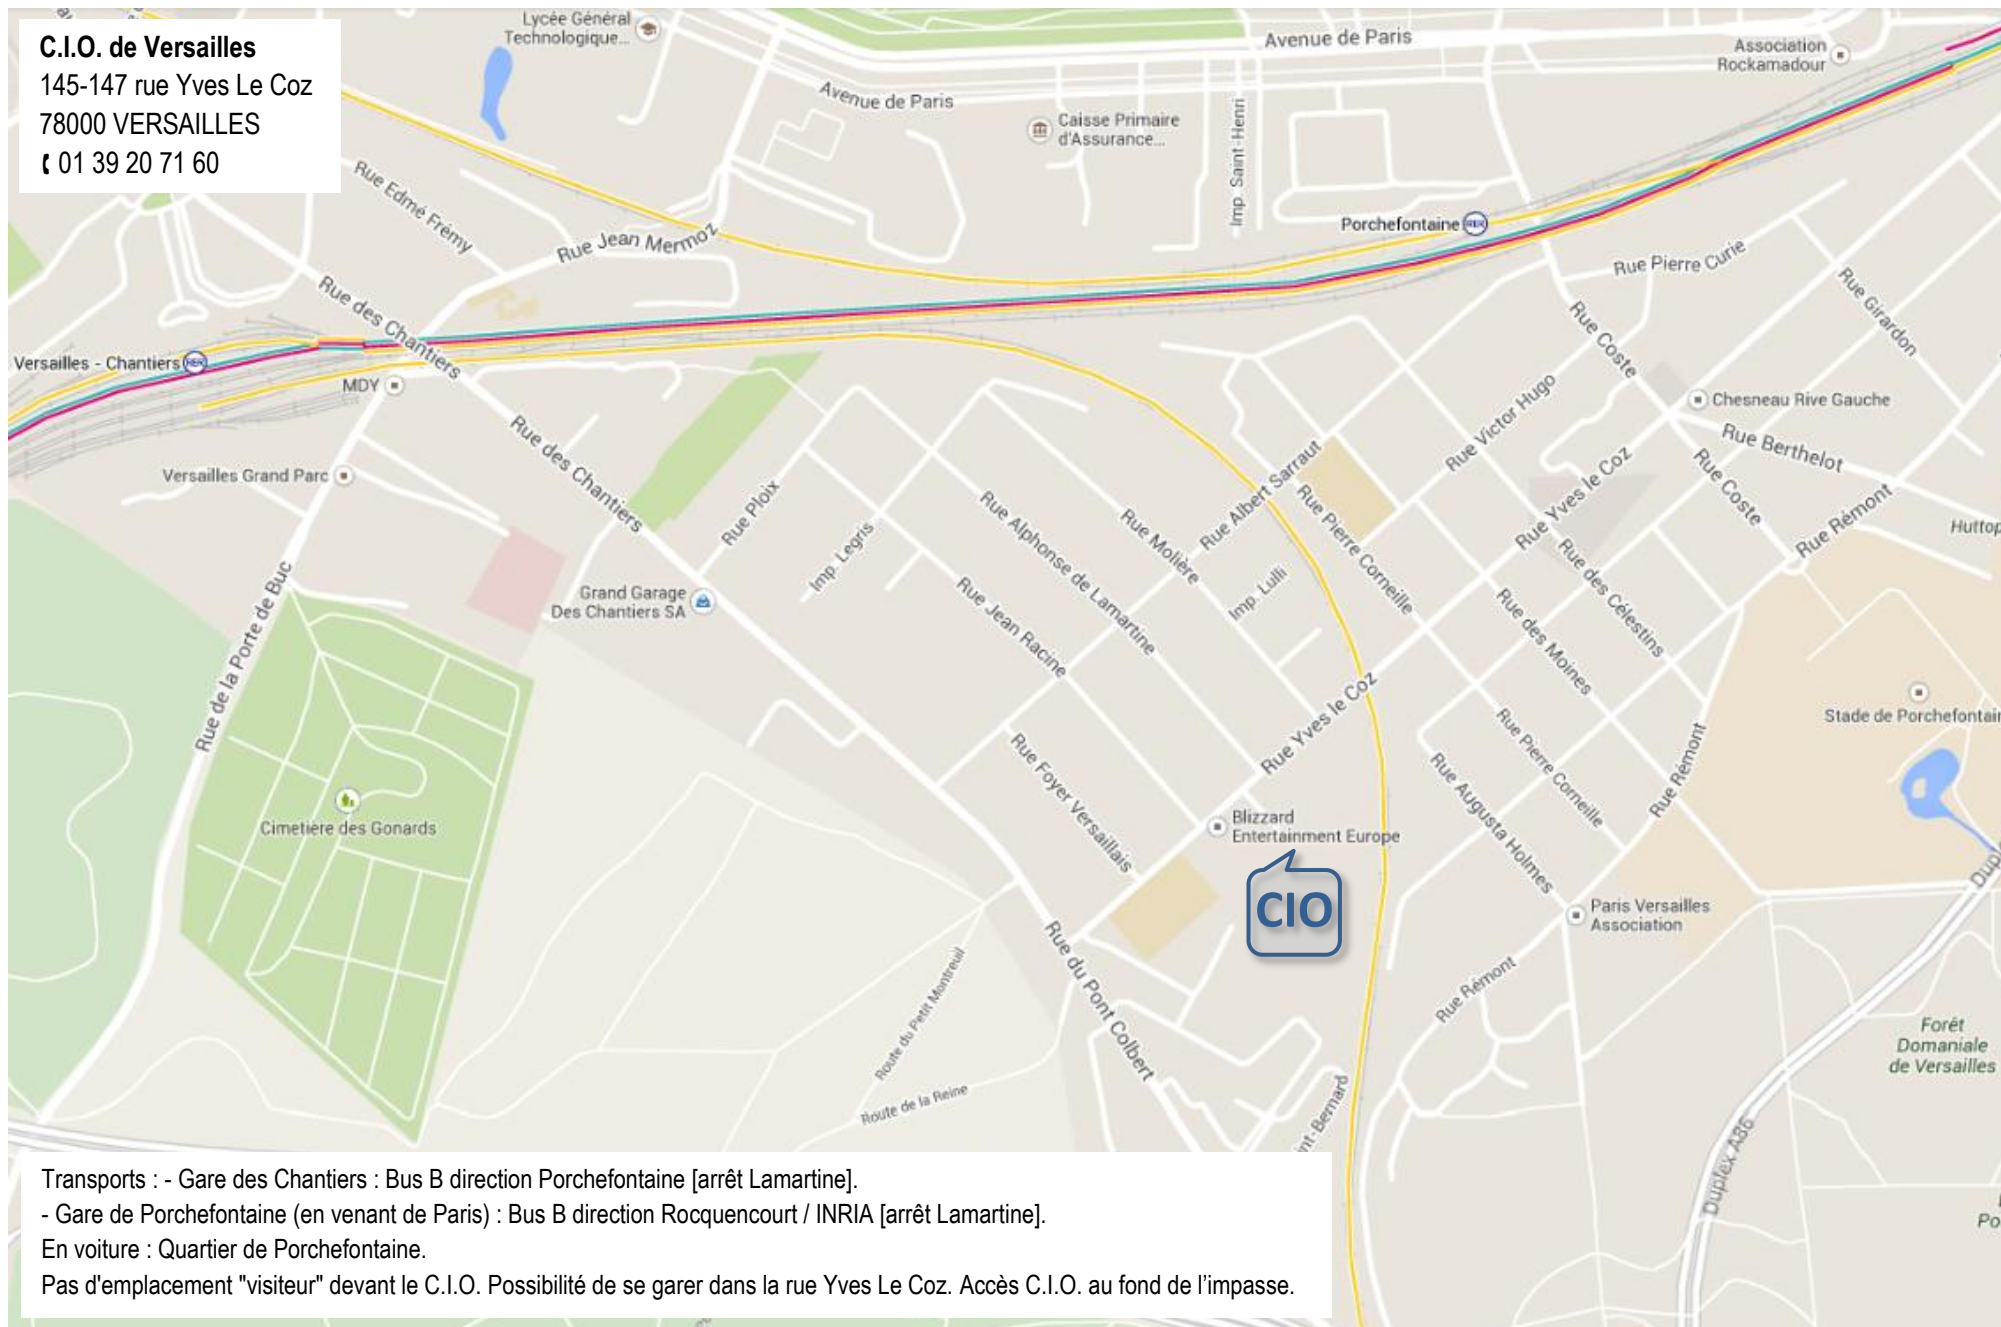 C.I.O. de Versailles
145-147 rue Yves Le Coz
78000 VERSAILLES
01 39 20 71 60
Lycée Général
Technologique...
Avenue de Paris
Association
Rockamadour
Avenue de Paris
Caisse Primaire
d'Assurance...
Imp. Saint-Henri
Rue Edmé Frémy
Rue Jean Mermoz
Porchefontaine
RER
Rue Pierre Curie
Rue Girardon
Rue des Chantiers
Rue Coste
Versailles - Chantiers
RER
MDY
Chesneau Rive Gauche
Rue Victor Hugo
Rue Berthelot
Rue des Chantiers
Rue Albert Sarraut
Rue Yves le Coz
Rue Coste
Versailles Grand Parc
Rue Ploix
Rue Alphonse de Lamartine
Rue Molière
Rue Pierre Corneille
Rue Rémont
Huttop
Imp. Legris
Imp. Lulli
Rue des Célestins
Grand Garage
Des Chantiers SA
Rue Jean Racine
Rue des Moines
Rue de la Porte de Buc
Rue Yves le Coz
Stade de Porchefontain
Rue Foyer Versaillais
Rue Pierre Corneille
Rue Rémont
Rue Augusta Holmes
Cimetière des Gonards
Blizzard
Entertainment Europe
CIO
Paris Versailles
Association
Dupl
Rue du Pont Colbert
Route du Petit Montreuil
Rue Rémont
Forêt
Domaniale
de Versailles
Route de la Reine
int-Bernard
Duplex A86
Po
Transports : - Gare des Chantiers : Bus B direction Porchefontaine [arrêt Lamartine].
- Gare de Porchefontaine (en venant de Paris) : Bus B direction Rocquencourt / INRIA [arrêt Lamartine].
En voiture : Quartier de Porchefontaine.
Pas d'emplacement "visiteur" devant le C.I.O. Possibilité de se garer dans la rue Yves Le Coz. Accès C.I.O. au fond de l'impasse.